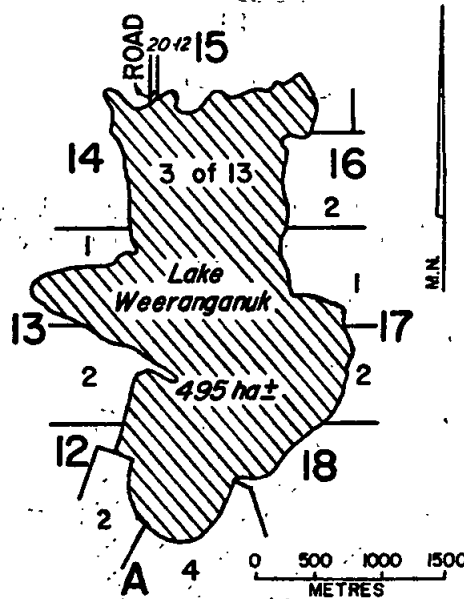 ROAD 20·12 15
14
3 of 13
16
2
1
Lake
Weeranganuk
1
M.N.
13
17
2
495 ha±
2
12
18
2
A
4
0 500 1000 1500
METRES